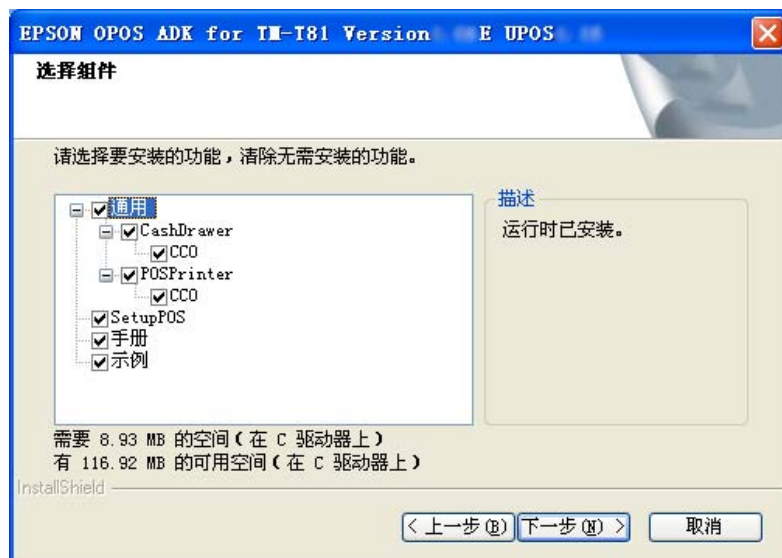 EPSON OPOS ADK for TM-T81 Version E UPOS
选择组件
请选择要安装的功能，清除无需安装的功能。
通用
CashDrawer
CCO
POSPrinter
CCO
SetupPOS
手册
示例
描述
运行时已安装。
需要 8.93 MB 的空间(在 C 驱动器上)
有 116.92 MB 的可用空间(在 C 驱动器上)
InstallShield
< 上一步(B) 下一步(N) > 取消